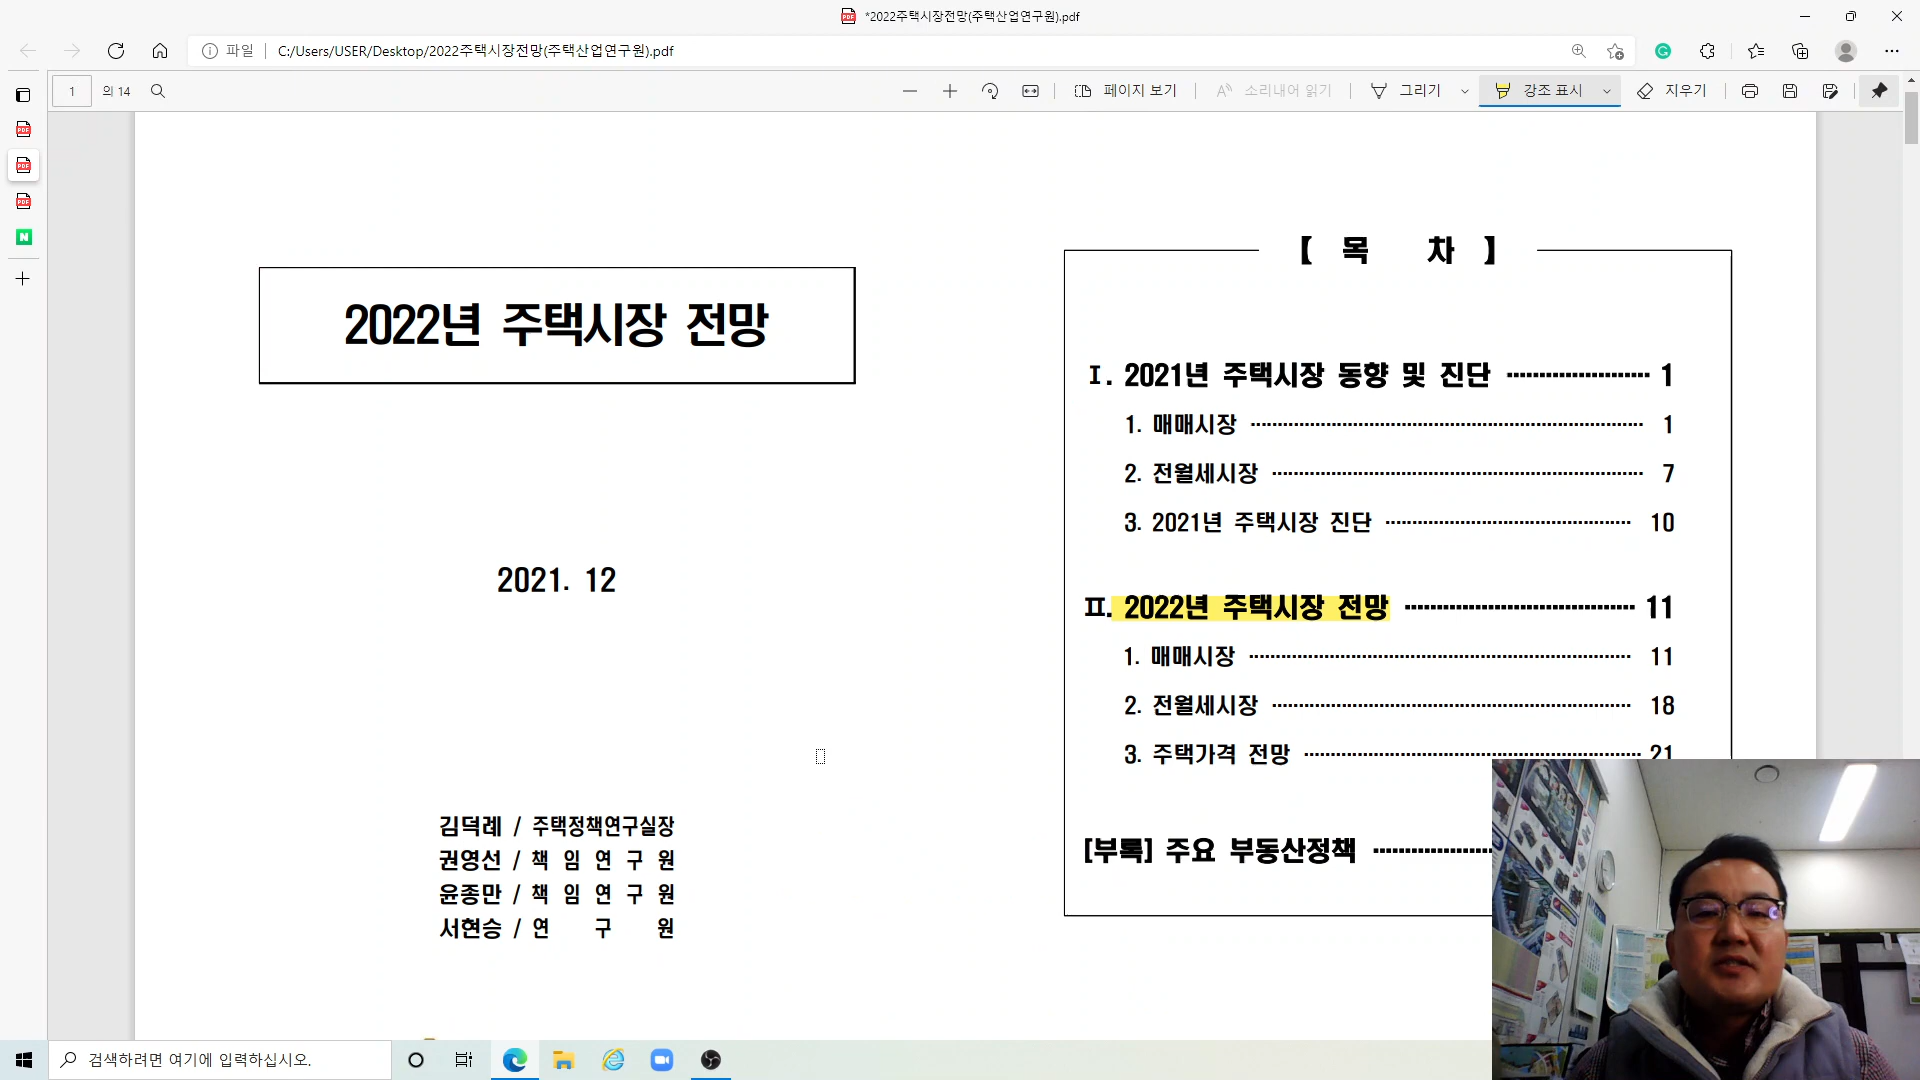 *2022주택시장전망(주택산업연구원).pdf
파일 C:/Users/USER/Desktop/2022주택시장전망(주택산업연구원).pdf
1 의 14 페이지 보기 소리내어 읽기 그리기 강조 표시 지우기
2022년 주택시장 전망
2021. 12
김덕례 / 주택정책연구실장
권영선 / 책 임 연 구 원
윤종만 / 책 임 연 구 원
서현승 / 연 구 원
【 목 차 】
Ⅰ. 2021년 주택시장 동향 및 진단 1
1. 매매시장 1
2. 전월세시장 7
3. 2021년 주택시장 진단 10
Ⅱ. 2022년 주택시장 전망 11
1. 매매시장 11
2. 전월세시장 18
3. 주택가격 전망 21
[부록] 주요 부동산정책
검색하려면 여기에 입력하십시오.